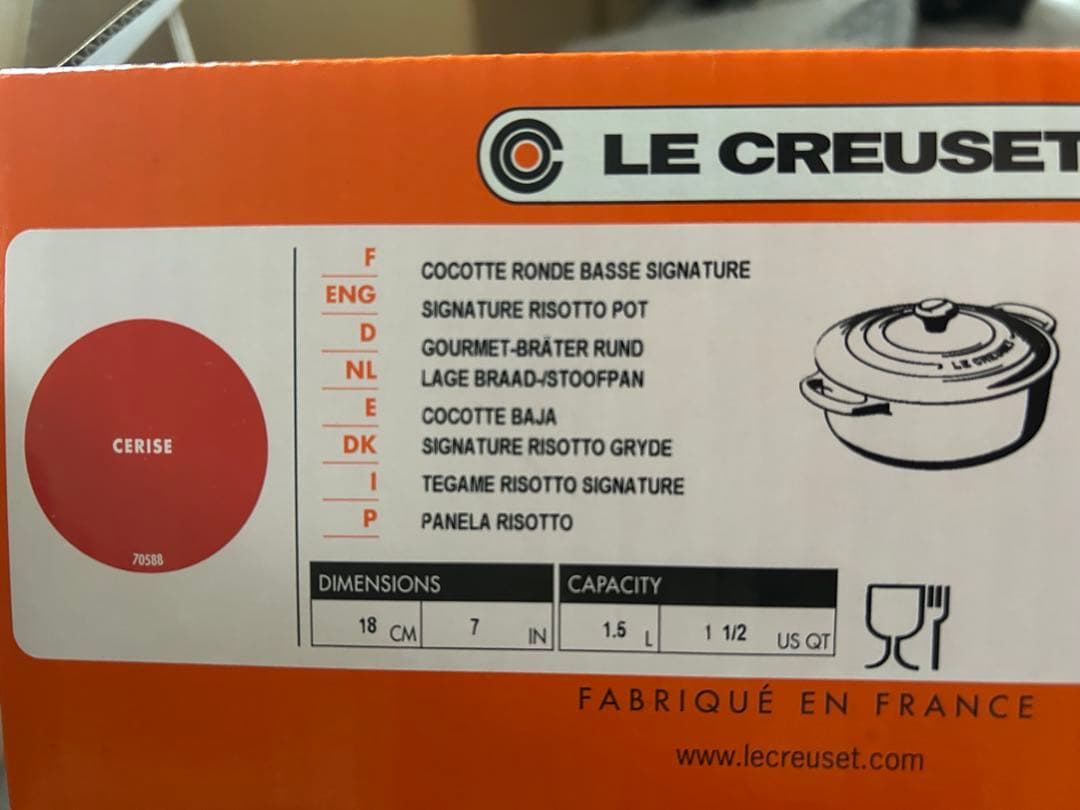 LE CREUSET
F COCOTTE RONDE BASSE SIGNATURE
ENG SIGNATURE RISOTTO POT
D GOURMET-BRÄTER RUND
NL LAGE BRAAD-/STOOFPAN
E COCOTTE BAJA
DK SIGNATURE RISOTTO GRYDE
I TEGAME RISOTTO SIGNATURE
P PANELA RISOTTO
CERISE
70588
LE CREUSET
DIMENSIONS CAPACITY
18 CM 7 IN 1.5 L 1 1/2 US QT
FABRIQUÉ EN FRANCE
www.lecreuset.com